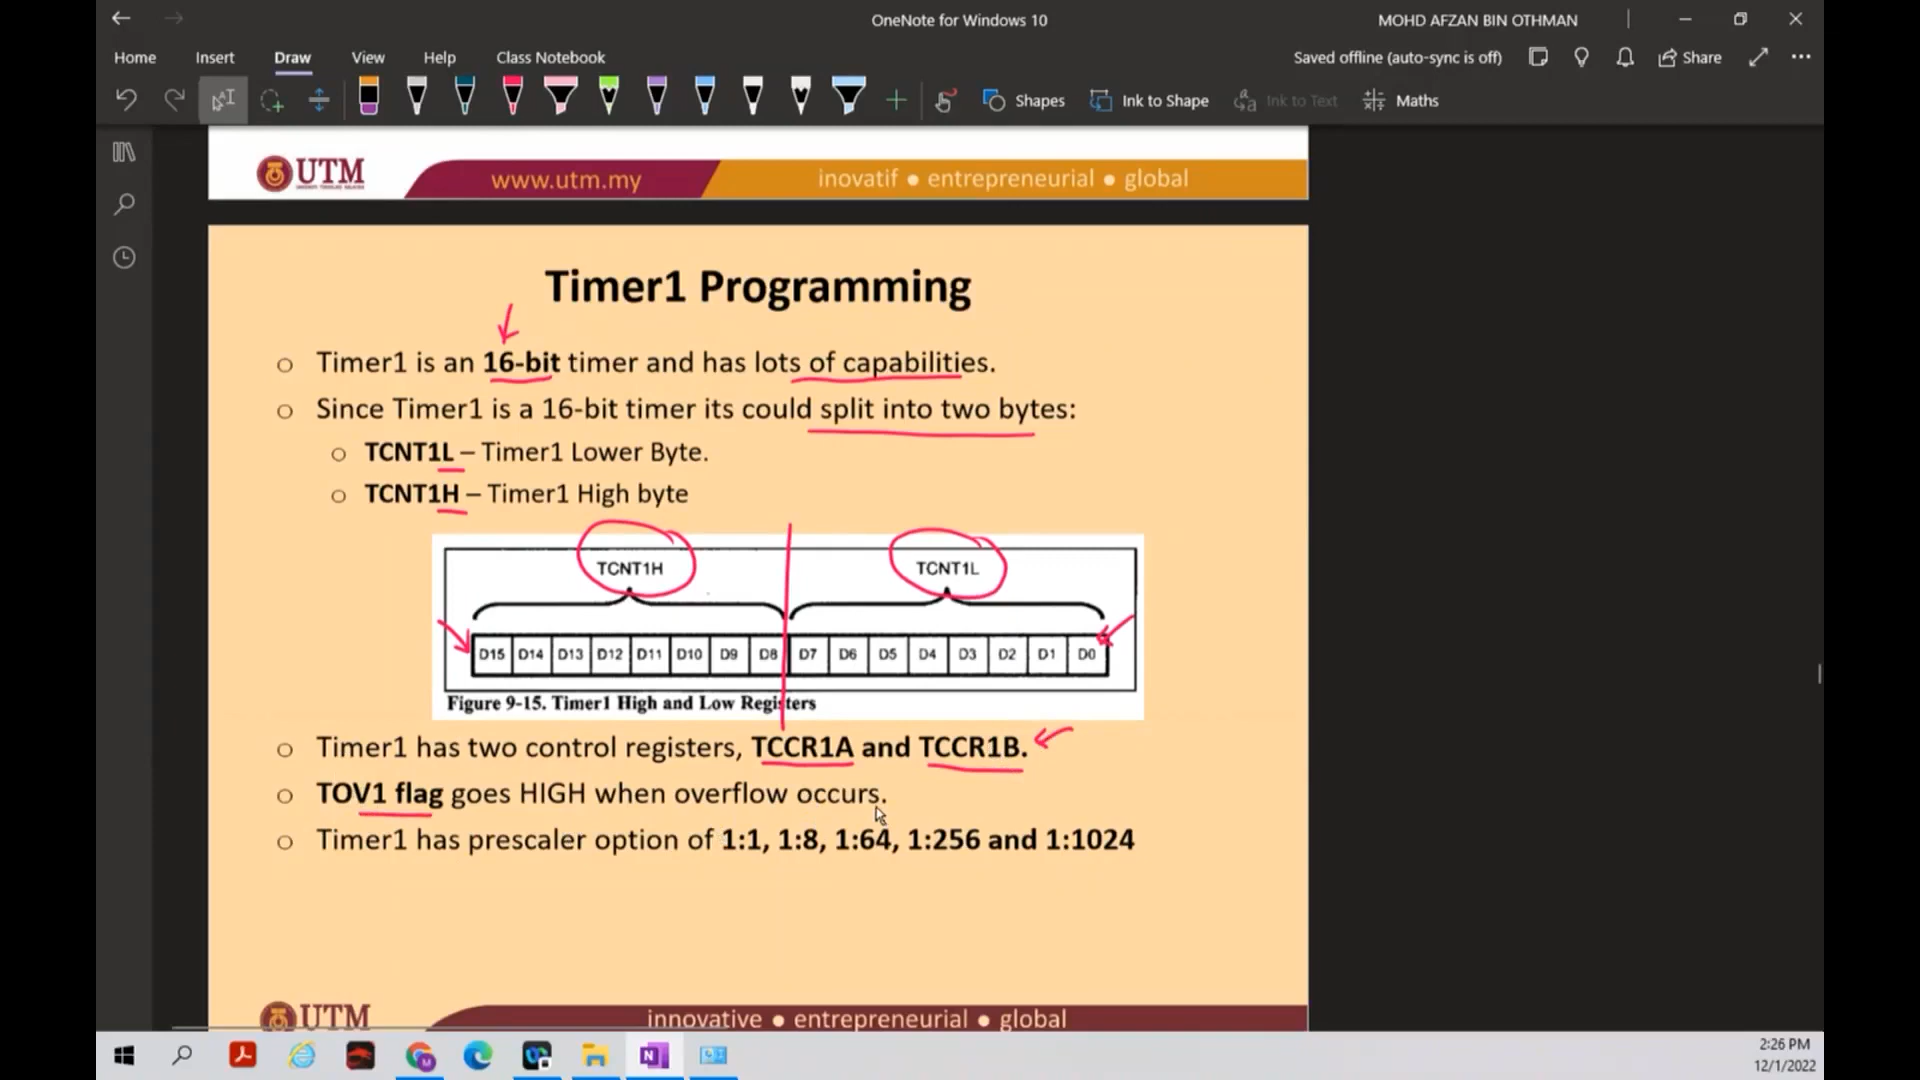 OneNote for Windows 10
MOHD AFZAN BIN OTHMAN
Home Insert Draw View Help Class Notebook
Saved offline (auto-sync is off) Share
Shapes Ink to Shape Ink to Text Maths
UTM
www.utm.my
inovatif ● entrepreneurial ● global
Timer1 Programming
o Timer1 is an 16-bit timer and has lots of capabilities.
o Since Timer1 is a 16-bit timer its could split into two bytes:
o TCNT1L – Timer1 Lower Byte.
o TCNT1H – Timer1 High byte
TCNT1H TCNT1L
D15 D14 D13 D12 D11 D10 D9 D8 D7 D6 D5 D4 D3 D2 D1 D0
Figure 9-15. Timer1 High and Low Registers
o Timer1 has two control registers, TCCR1A and TCCR1B.
o TOV1 flag goes HIGH when overflow occurs.
o Timer1 has prescaler option of 1:1, 1:8, 1:64, 1:256 and 1:1024
UTM
innovative ● entrepreneurial ● global
2:26 PM
12/1/2022